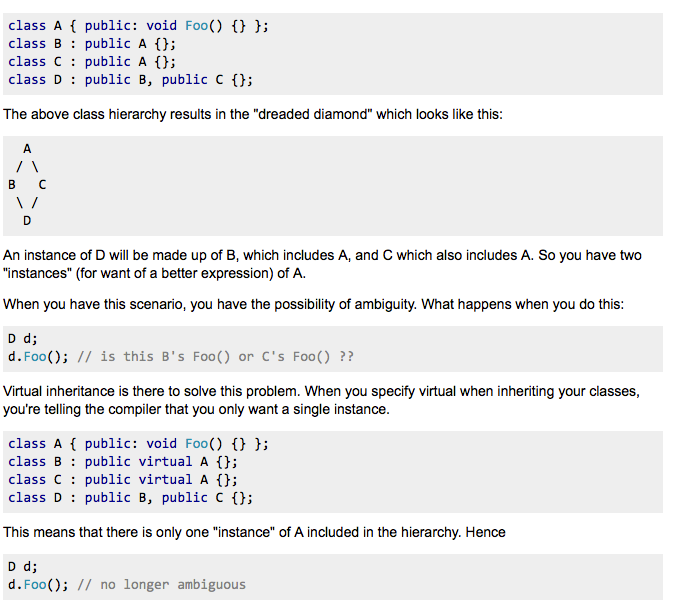 class A { public: void Foo() {} };
class B : public A {};
class C : public A {};
class D : public B, public C {};
The above class hierarchy results in the "dreaded diamond" which looks like this:
  A
 / \
B   C
 \ /
  D
An instance of D will be made up of B, which includes A, and C which also includes A. So you have two
"instances" (for want of a better expression) of A.
When you have this scenario, you have the possibility of ambiguity. What happens when you do this:
D d;
d.Foo(); // is this B's Foo() or C's Foo() ??
Virtual inheritance is there to solve this problem. When you specify virtual when inheriting your classes,
you're telling the compiler that you only want a single instance.
class A { public: void Foo() {} };
class B : public virtual A {};
class C : public virtual A {};
class D : public B, public C {};
This means that there is only one "instance" of A included in the hierarchy. Hence
D d;
d.Foo(); // no longer ambiguous